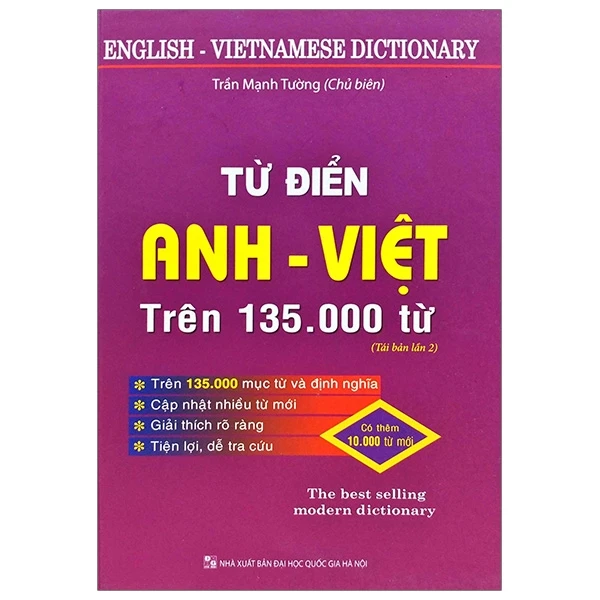 ENGLISH - VIETNAMESE DICTIONARY
Trần Mạnh Tường (Chủ biên)
TỪ ĐIỂN
ANH - VIỆT
Trên 135.000 từ
(Tái bản lần 2)
* Trên 135.000 mục từ và định nghĩa
* Cập nhật nhiều từ mới
* Giải thích rõ ràng
* Tiện lợi, dễ tra cứu
Có thêm
10.000 từ mới
The best selling
modern dictionary
NHÀ XUẤT BẢN ĐẠI HỌC QUỐC GIA HÀ NỘI